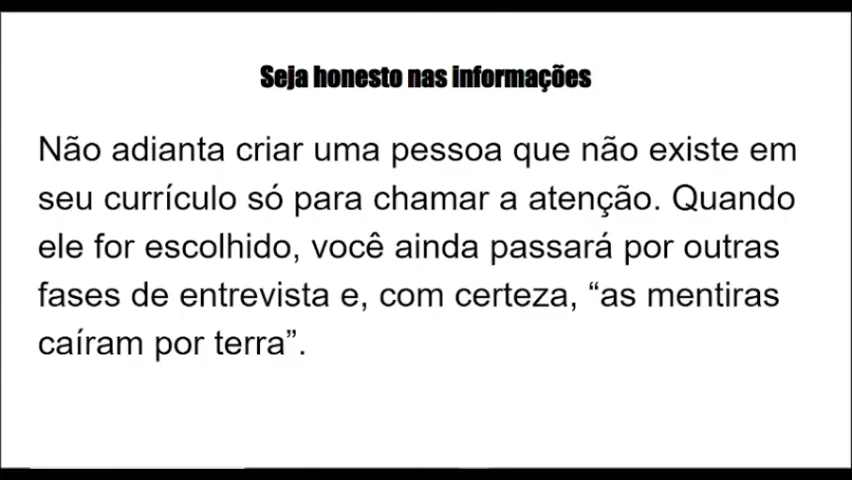 Seja honesto nas informações
Não adianta criar uma pessoa que não existe em
seu currículo só para chamar a atenção. Quando
ele for escolhido, você ainda passará por outras
fases de entrevista e, com certeza, “as mentiras
caíram por terra”.